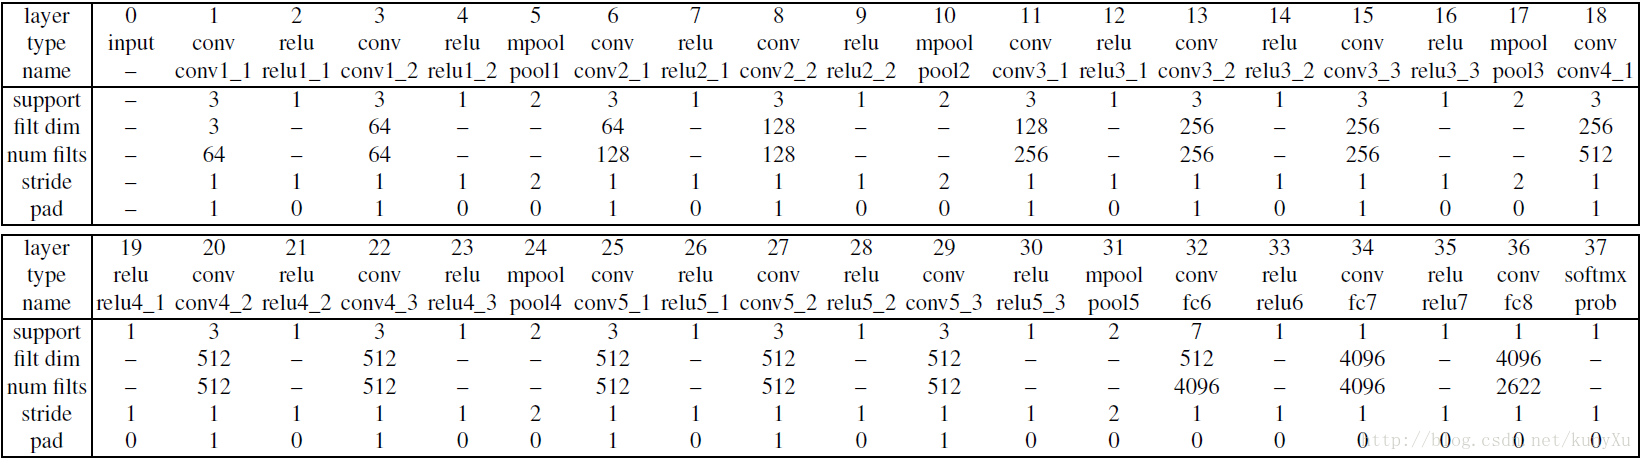 layer 0 1 2 3 4 5 6 7 8 9 10 11 12 13 14 15 16 17 18
type input conv relu conv relu mpool conv relu conv relu mpool conv relu conv relu conv relu mpool conv
name – conv1_1 relu1_1 conv1_2 relu1_2 pool1 conv2_1 relu2_1 conv2_2 relu2_2 pool2 conv3_1 relu3_1 conv3_2 relu3_2 conv3_3 relu3_3 pool3 conv4_1
support – 3 1 3 1 2 3 1 3 1 2 3 1 3 1 3 1 2 3
filt dim – 3 – 64 – – 64 – 128 – – 128 – 256 – 256 – – 256
num filts – 64 – 64 – – 128 – 128 – – 256 – 256 – 256 – – 512
stride – 1 1 1 1 2 1 1 1 1 2 1 1 1 1 1 1 2 1
pad – 1 0 1 0 0 1 0 1 0 0 1 0 1 0 1 0 0 1
layer 19 20 21 22 23 24 25 26 27 28 29 30 31 32 33 34 35 36 37
type relu conv relu conv relu mpool conv relu conv relu conv relu mpool conv relu conv relu conv softmx
name relu4_1 conv4_2 relu4_2 conv4_3 relu4_3 pool4 conv5_1 relu5_1 conv5_2 relu5_2 conv5_3 relu5_3 pool5 fc6 relu6 fc7 relu7 fc8 prob
support 1 3 1 3 1 2 3 1 3 1 3 1 2 7 1 1 1 1 1
filt dim – 512 – 512 – – 512 – 512 – 512 – – 512 – 4096 – 4096 –
num filts – 512 – 512 – – 512 – 512 – 512 – – 4096 – 4096 – 2622 –
stride 1 1 1 1 1 2 1 1 1 1 1 1 2 1 1 1 1 1 1
pad 0 1 0 1 0 0 1 0 1 0 1 0 0 0 0 0 0 0 0